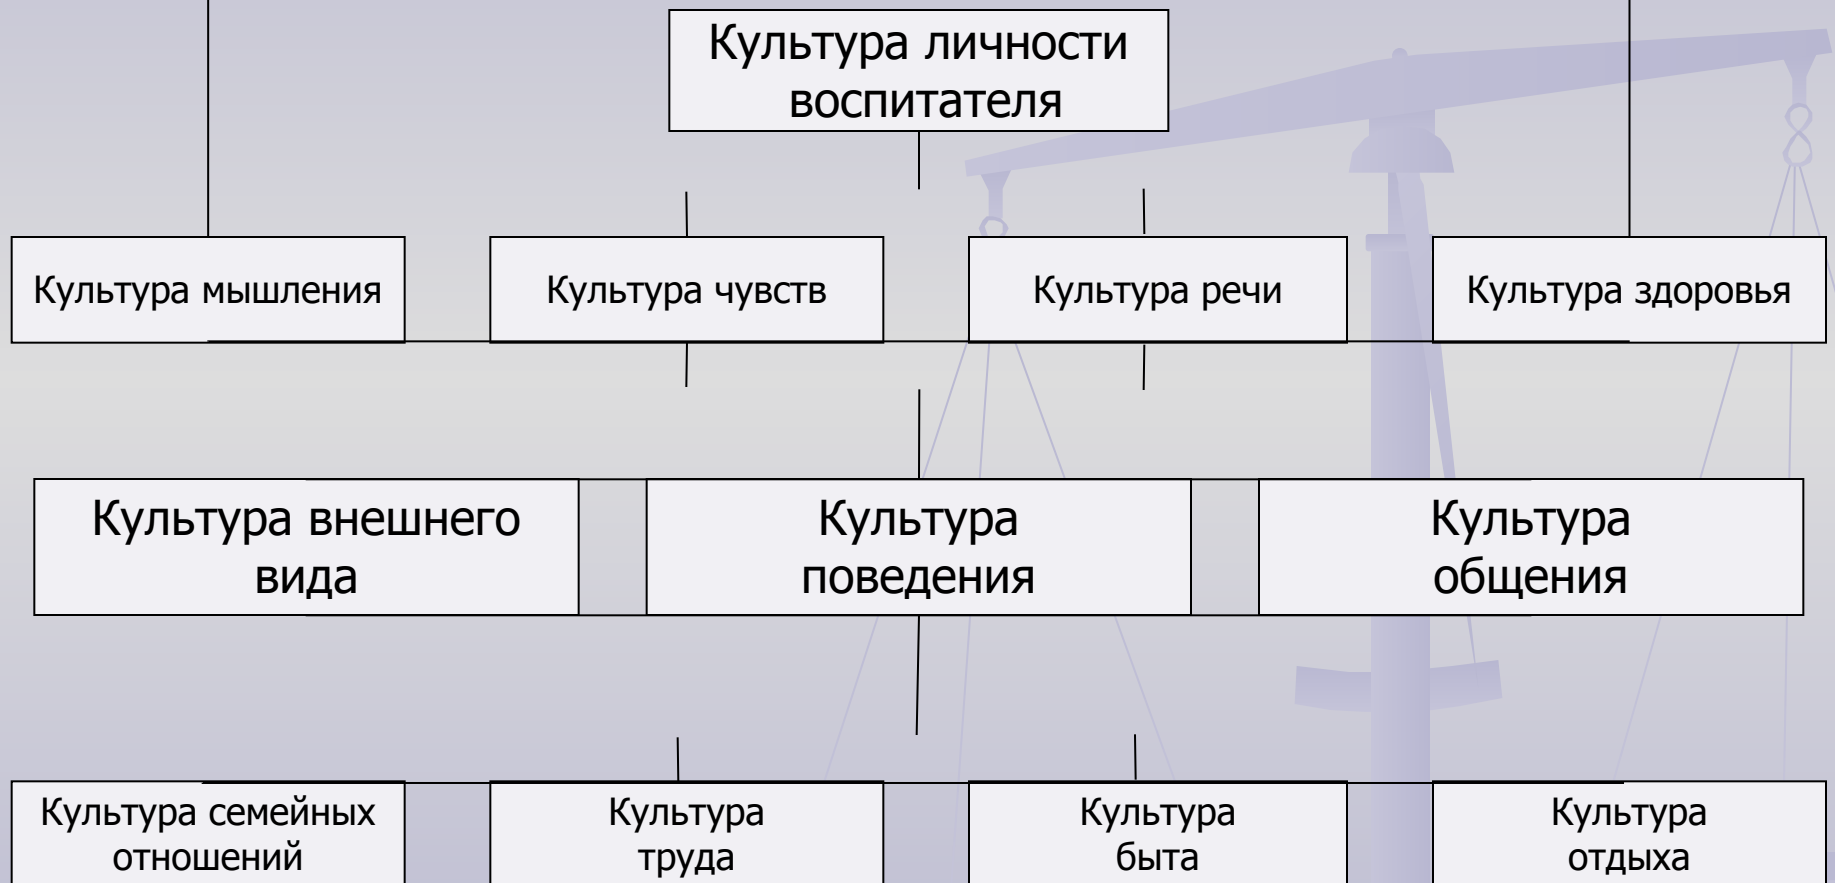 Культура личности
воспитателя
Культура мышления
Культура чувств
Культура речи
Культура здоровья
Культура внешнего
вида
Культура
поведения
Культура
общения
Культура семейных
отношений
Культура
труда
Культура
быта
Культура
отдыха